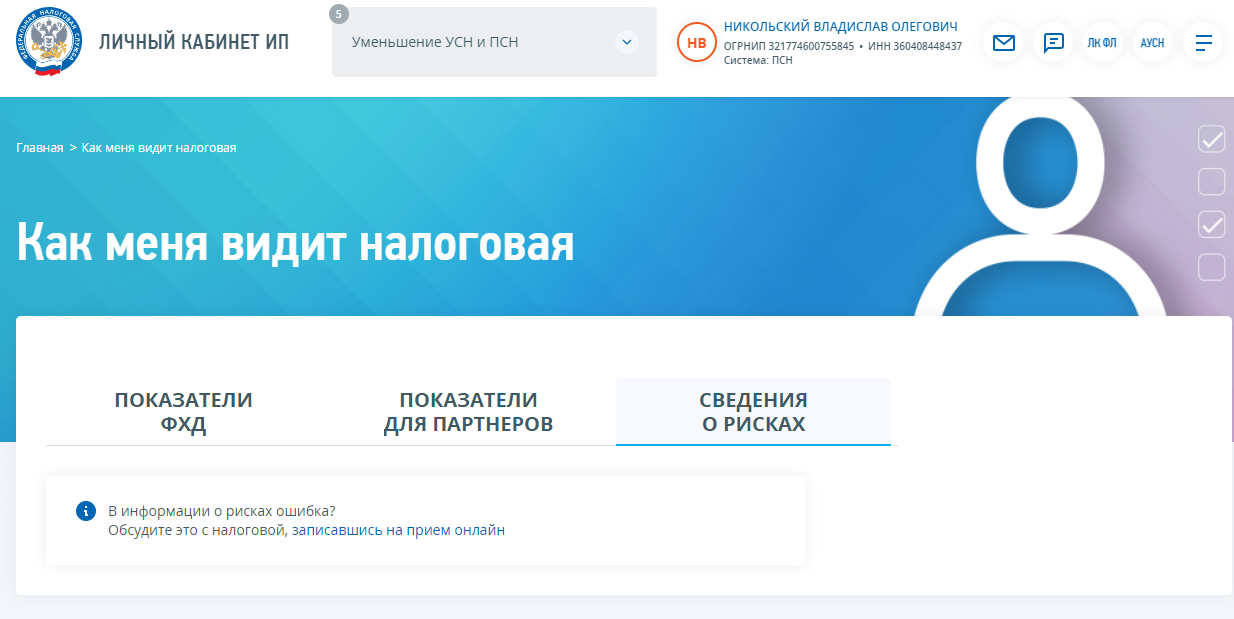 ФЕДЕРАЛЬНАЯ НАЛОГОВАЯ СЛУЖБА
ЛИЧНЫЙ КАБИНЕТ ИП
5
Уменьшение УСН и ПСН
НВ
НИКОЛЬСКИЙ ВЛАДИСЛАВ ОЛЕГОВИЧ
ОГРНИП 321774600755845 • ИНН 360408448437
Система: ПСН
ЛК ФЛ
АУСН
Главная > Как меня видит налоговая
Как меня видит налоговая
ПОКАЗАТЕЛИ
ФХД
ПОКАЗАТЕЛИ
ДЛЯ ПАРТНЕРОВ
СВЕДЕНИЯ
О РИСКАХ
В информации о рисках ошибка?
Обсудите это с налоговой, записавшись на прием онлайн